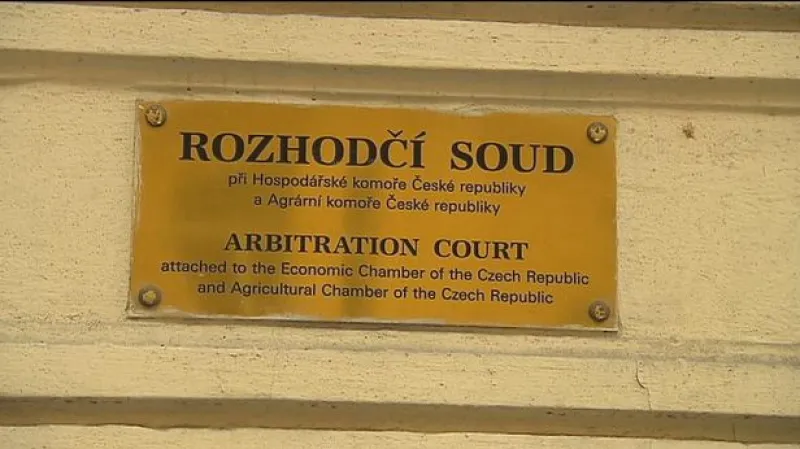 ROZHODČÍ SOUD
při Hospodářské komoře České republiky
a Agrární komoře České republiky
ARBITRATION COURT
attached to the Economic Chamber of the Czech Republic
and Agricultural Chamber of the Czech Republic